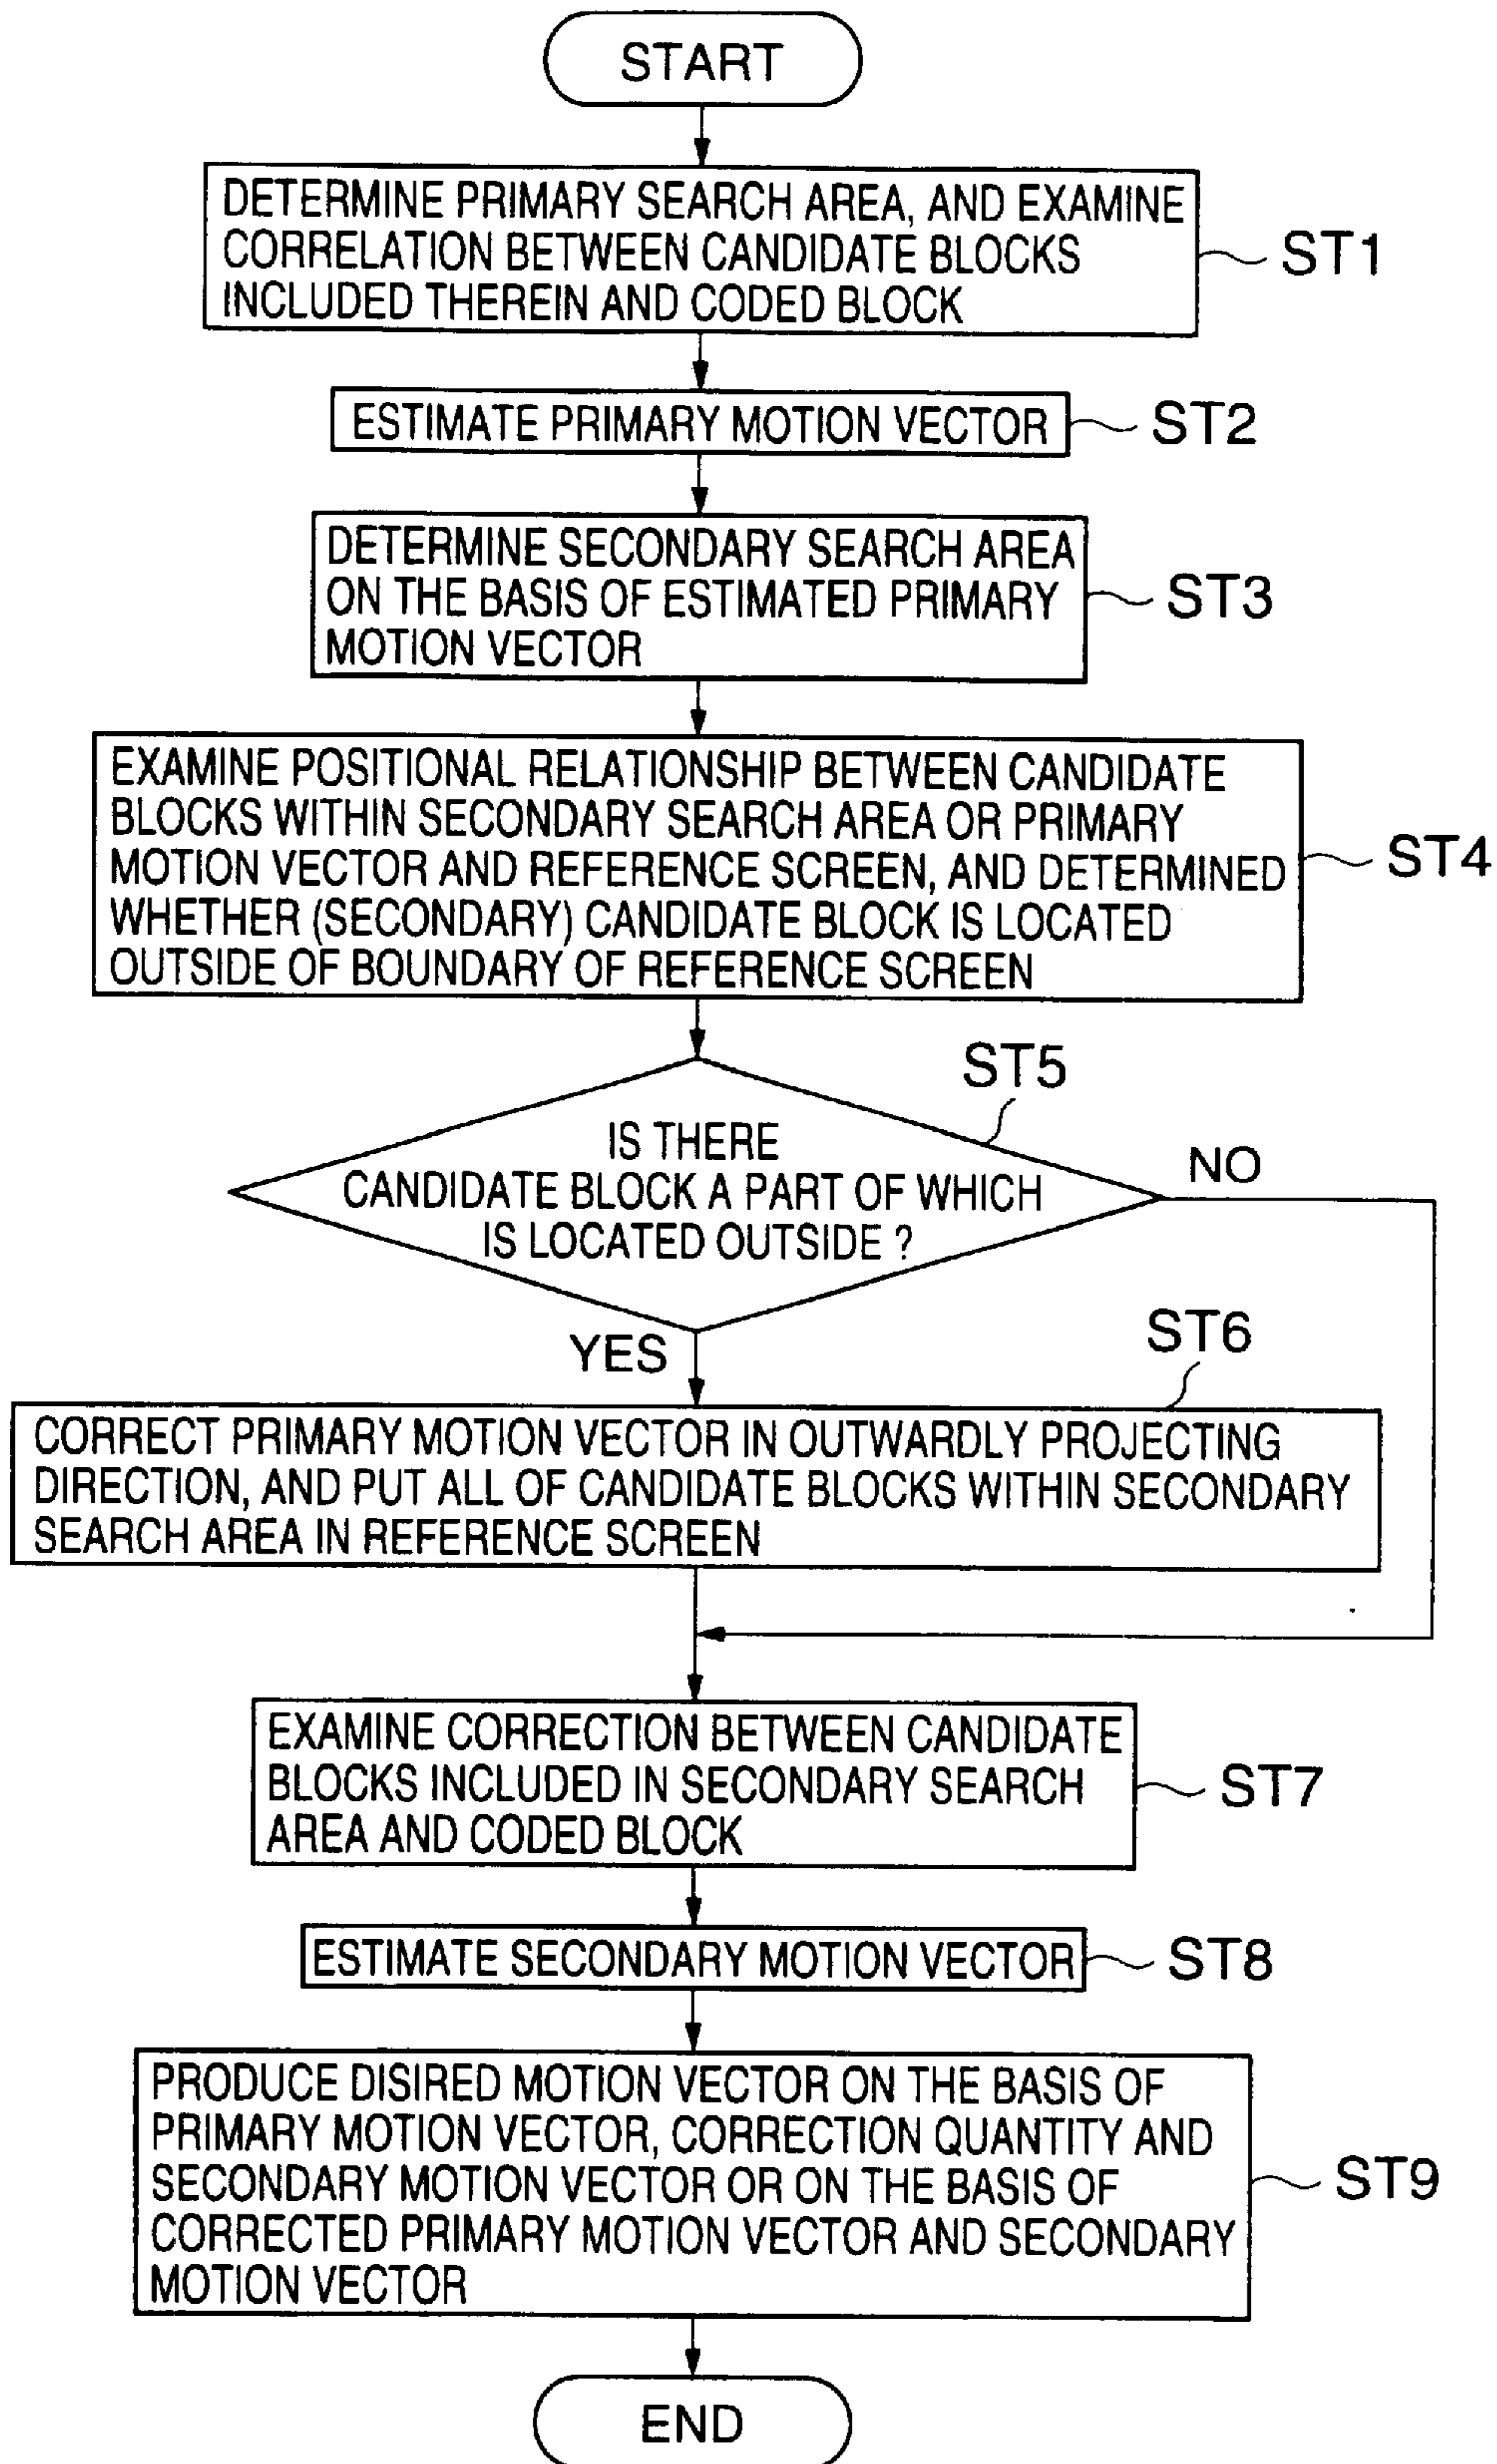 START
DETERMINE PRIMARY SEARCH AREA, AND EXAMINE
CORRELATION BETWEEN CANDIDATE BLOCKS
INCLUDED THEREIN AND CODED BLOCK
ST1
ESTIMATE PRIMARY MOTION VECTOR
ST2
DETERMINE SECONDARY SEARCH AREA
ON THE BASIS OF ESTIMATED PRIMARY
MOTION VECTOR
ST3
EXAMINE POSITIONAL RELATIONSHIP BETWEEN CANDIDATE
BLOCKS WITHIN SECONDARY SEARCH AREA OR PRIMARY
MOTION VECTOR AND REFERENCE SCREEN, AND DETERMINED
WHETHER (SECONDARY) CANDIDATE BLOCK IS LOCATED
OUTSIDE OF BOUNDARY OF REFERENCE SCREEN
ST4
ST5
IS THERE
CANDIDATE BLOCK A PART OF WHICH
IS LOCATED OUTSIDE ?
NO
YES
ST6
CORRECT PRIMARY MOTION VECTOR IN OUTWARDLY PROJECTING
DIRECTION, AND PUT ALL OF CANDIDATE BLOCKS WITHIN SECONDARY
SEARCH AREA IN REFERENCE SCREEN
EXAMINE CORRECTION BETWEEN CANDIDATE
BLOCKS INCLUDED IN SECONDARY SEARCH
AREA AND CODED BLOCK
ST7
ESTIMATE SECONDARY MOTION VECTOR
ST8
PRODUCE DISIRED MOTION VECTOR ON THE BASIS OF
PRIMARY MOTION VECTOR, CORRECTION QUANTITY AND
SECONDARY MOTION VECTOR OR ON THE BASIS OF
CORRECTED PRIMARY MOTION VECTOR AND SECONDARY
MOTION VECTOR
ST9
END